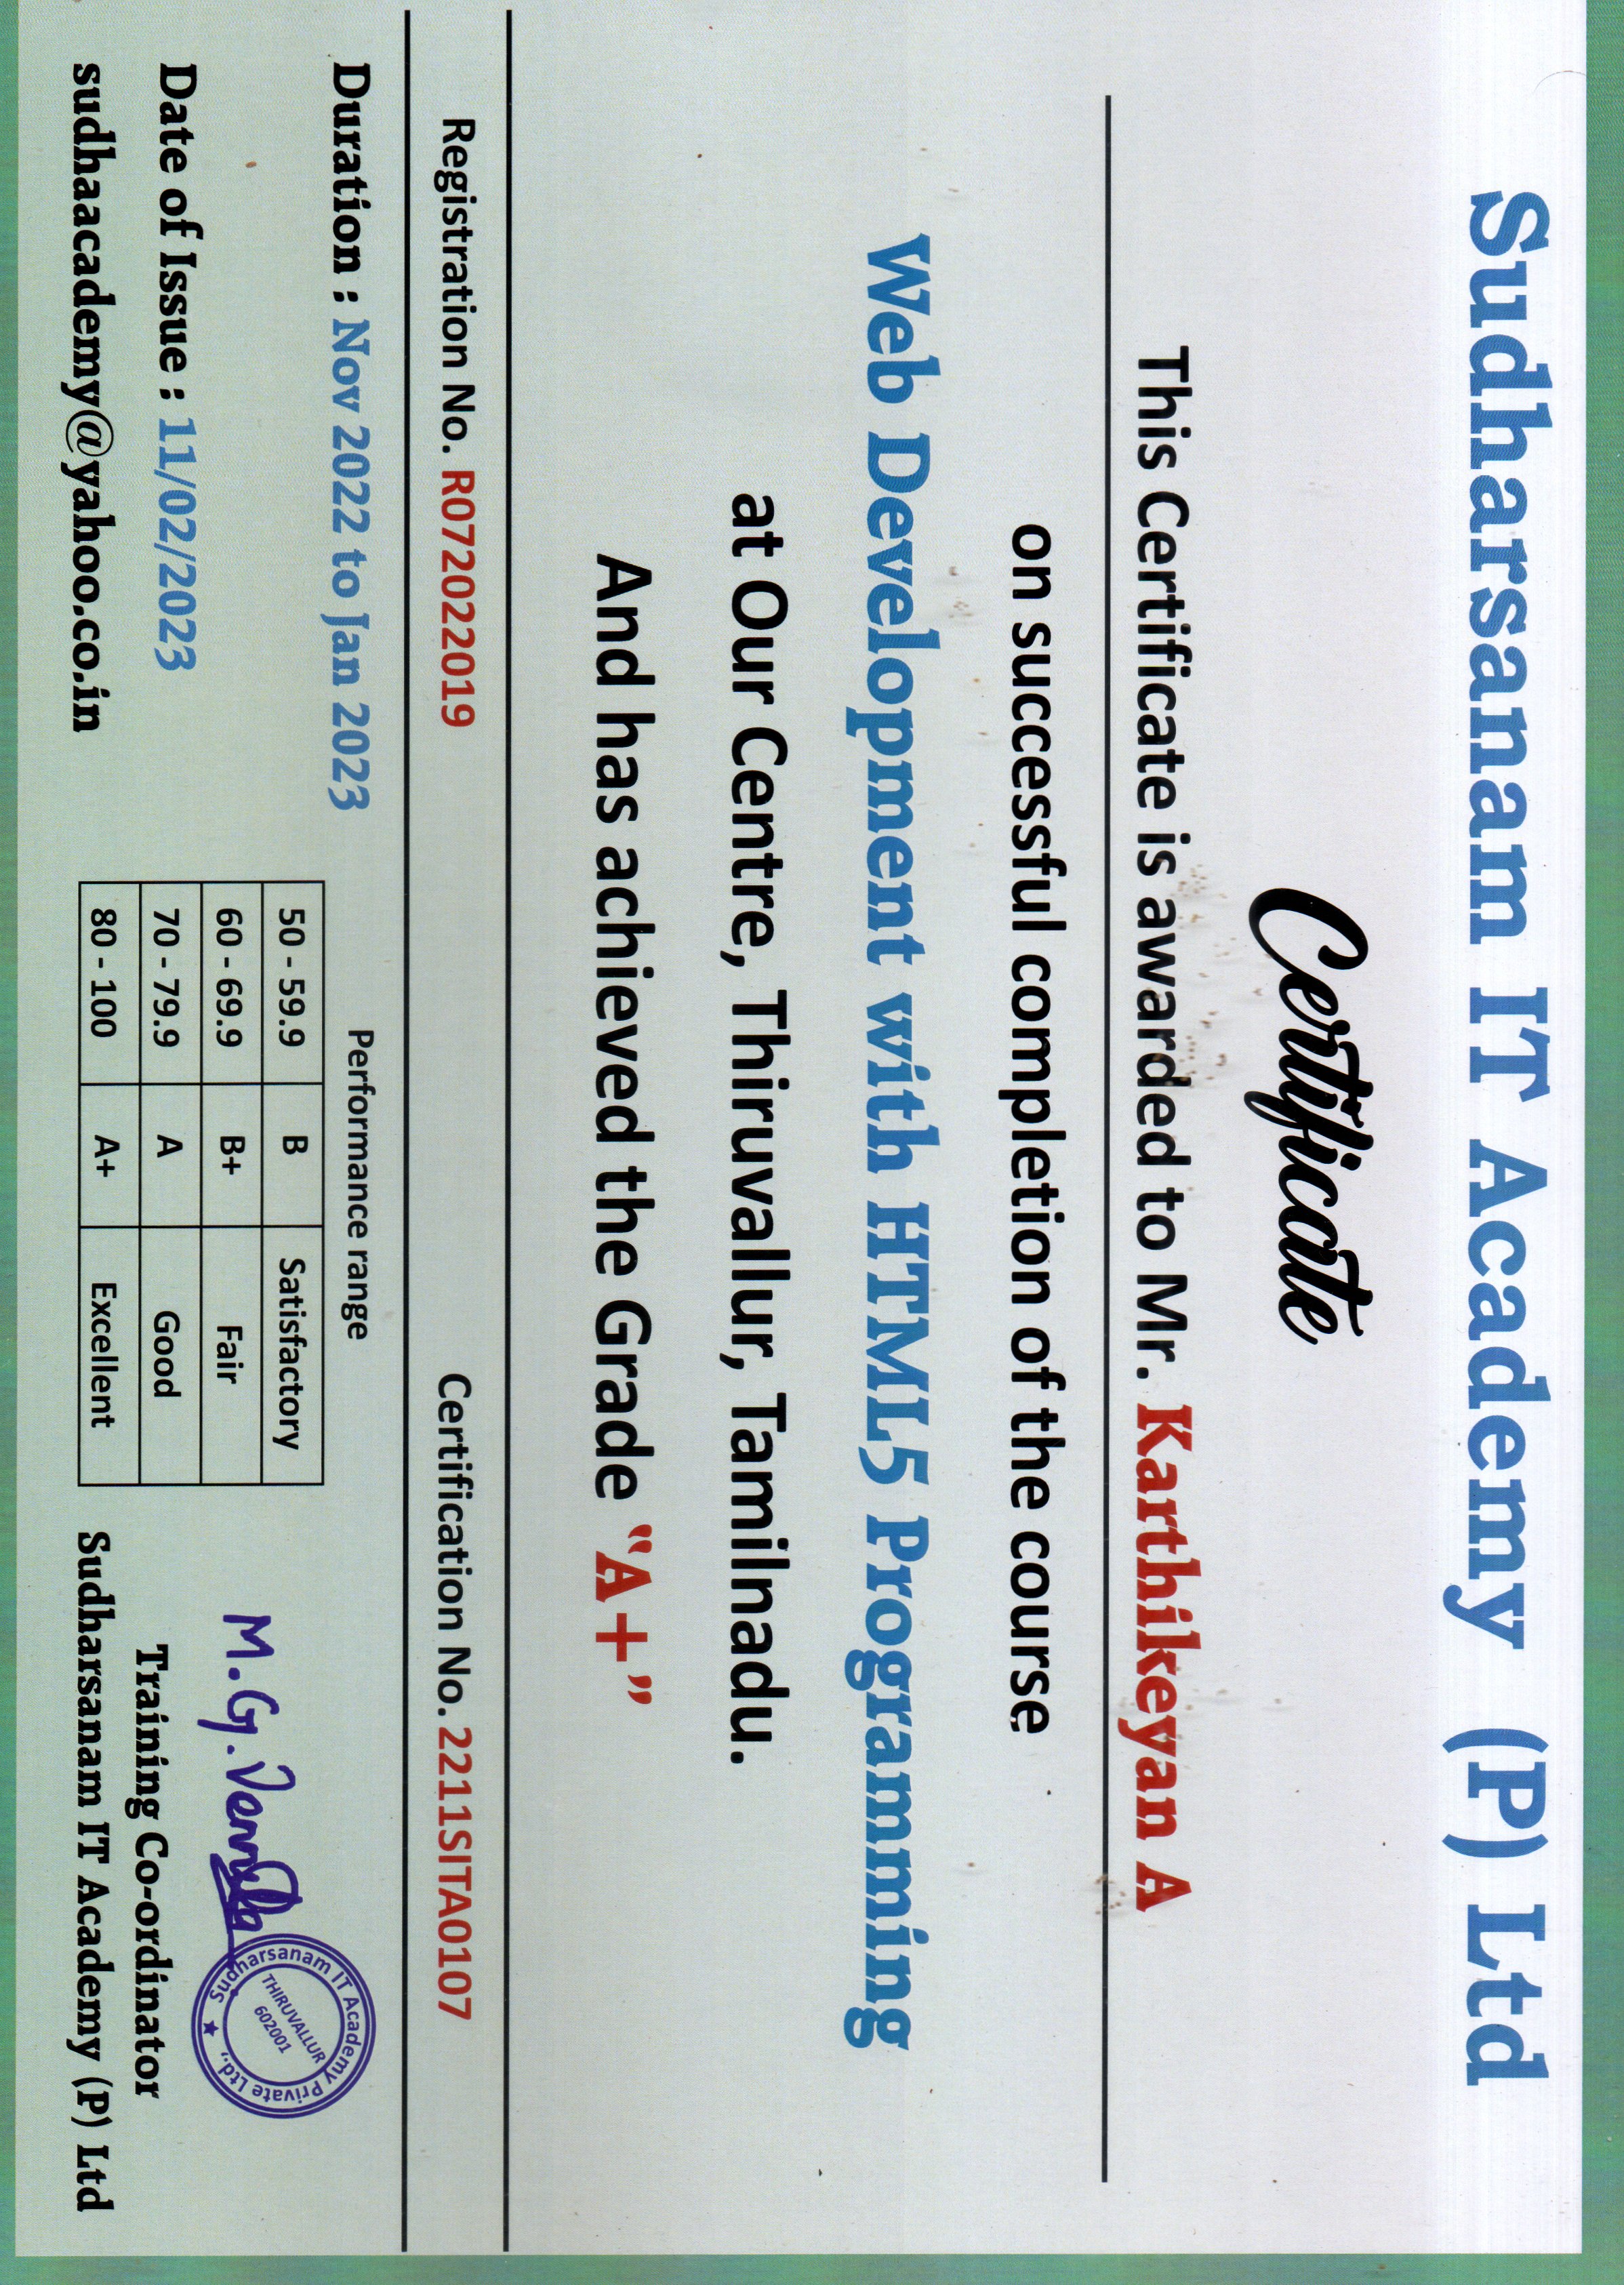 Sudharsanam IT Academy (P) Ltd
Certificate
This Certificate is awarded to Mr. Karthikeyan A
on successful completion of the course
Web Development with HTML5 Programming
at Our Centre, Thiruvallur, Tamilnadu.
And has achieved the Grade “A+”
Registration No. R072022019 Certification No. 2211SITA0107
Duration : Nov 2022 to Jan 2023
Date of Issue : 11/02/2023
sudhaacademy@yahoo.co.in
Performance range
50 - 59.9 B Satisfactory
60 - 69.9 B+ Fair
70 - 79.9 A Good
80 - 100 A+ Excellent
M.G.Vennila
Sudharsanam IT Academy Private Ltd.,
THIRUVALLUR
602001
Training Co-ordinator
Sudharsanam IT Academy (P) Ltd